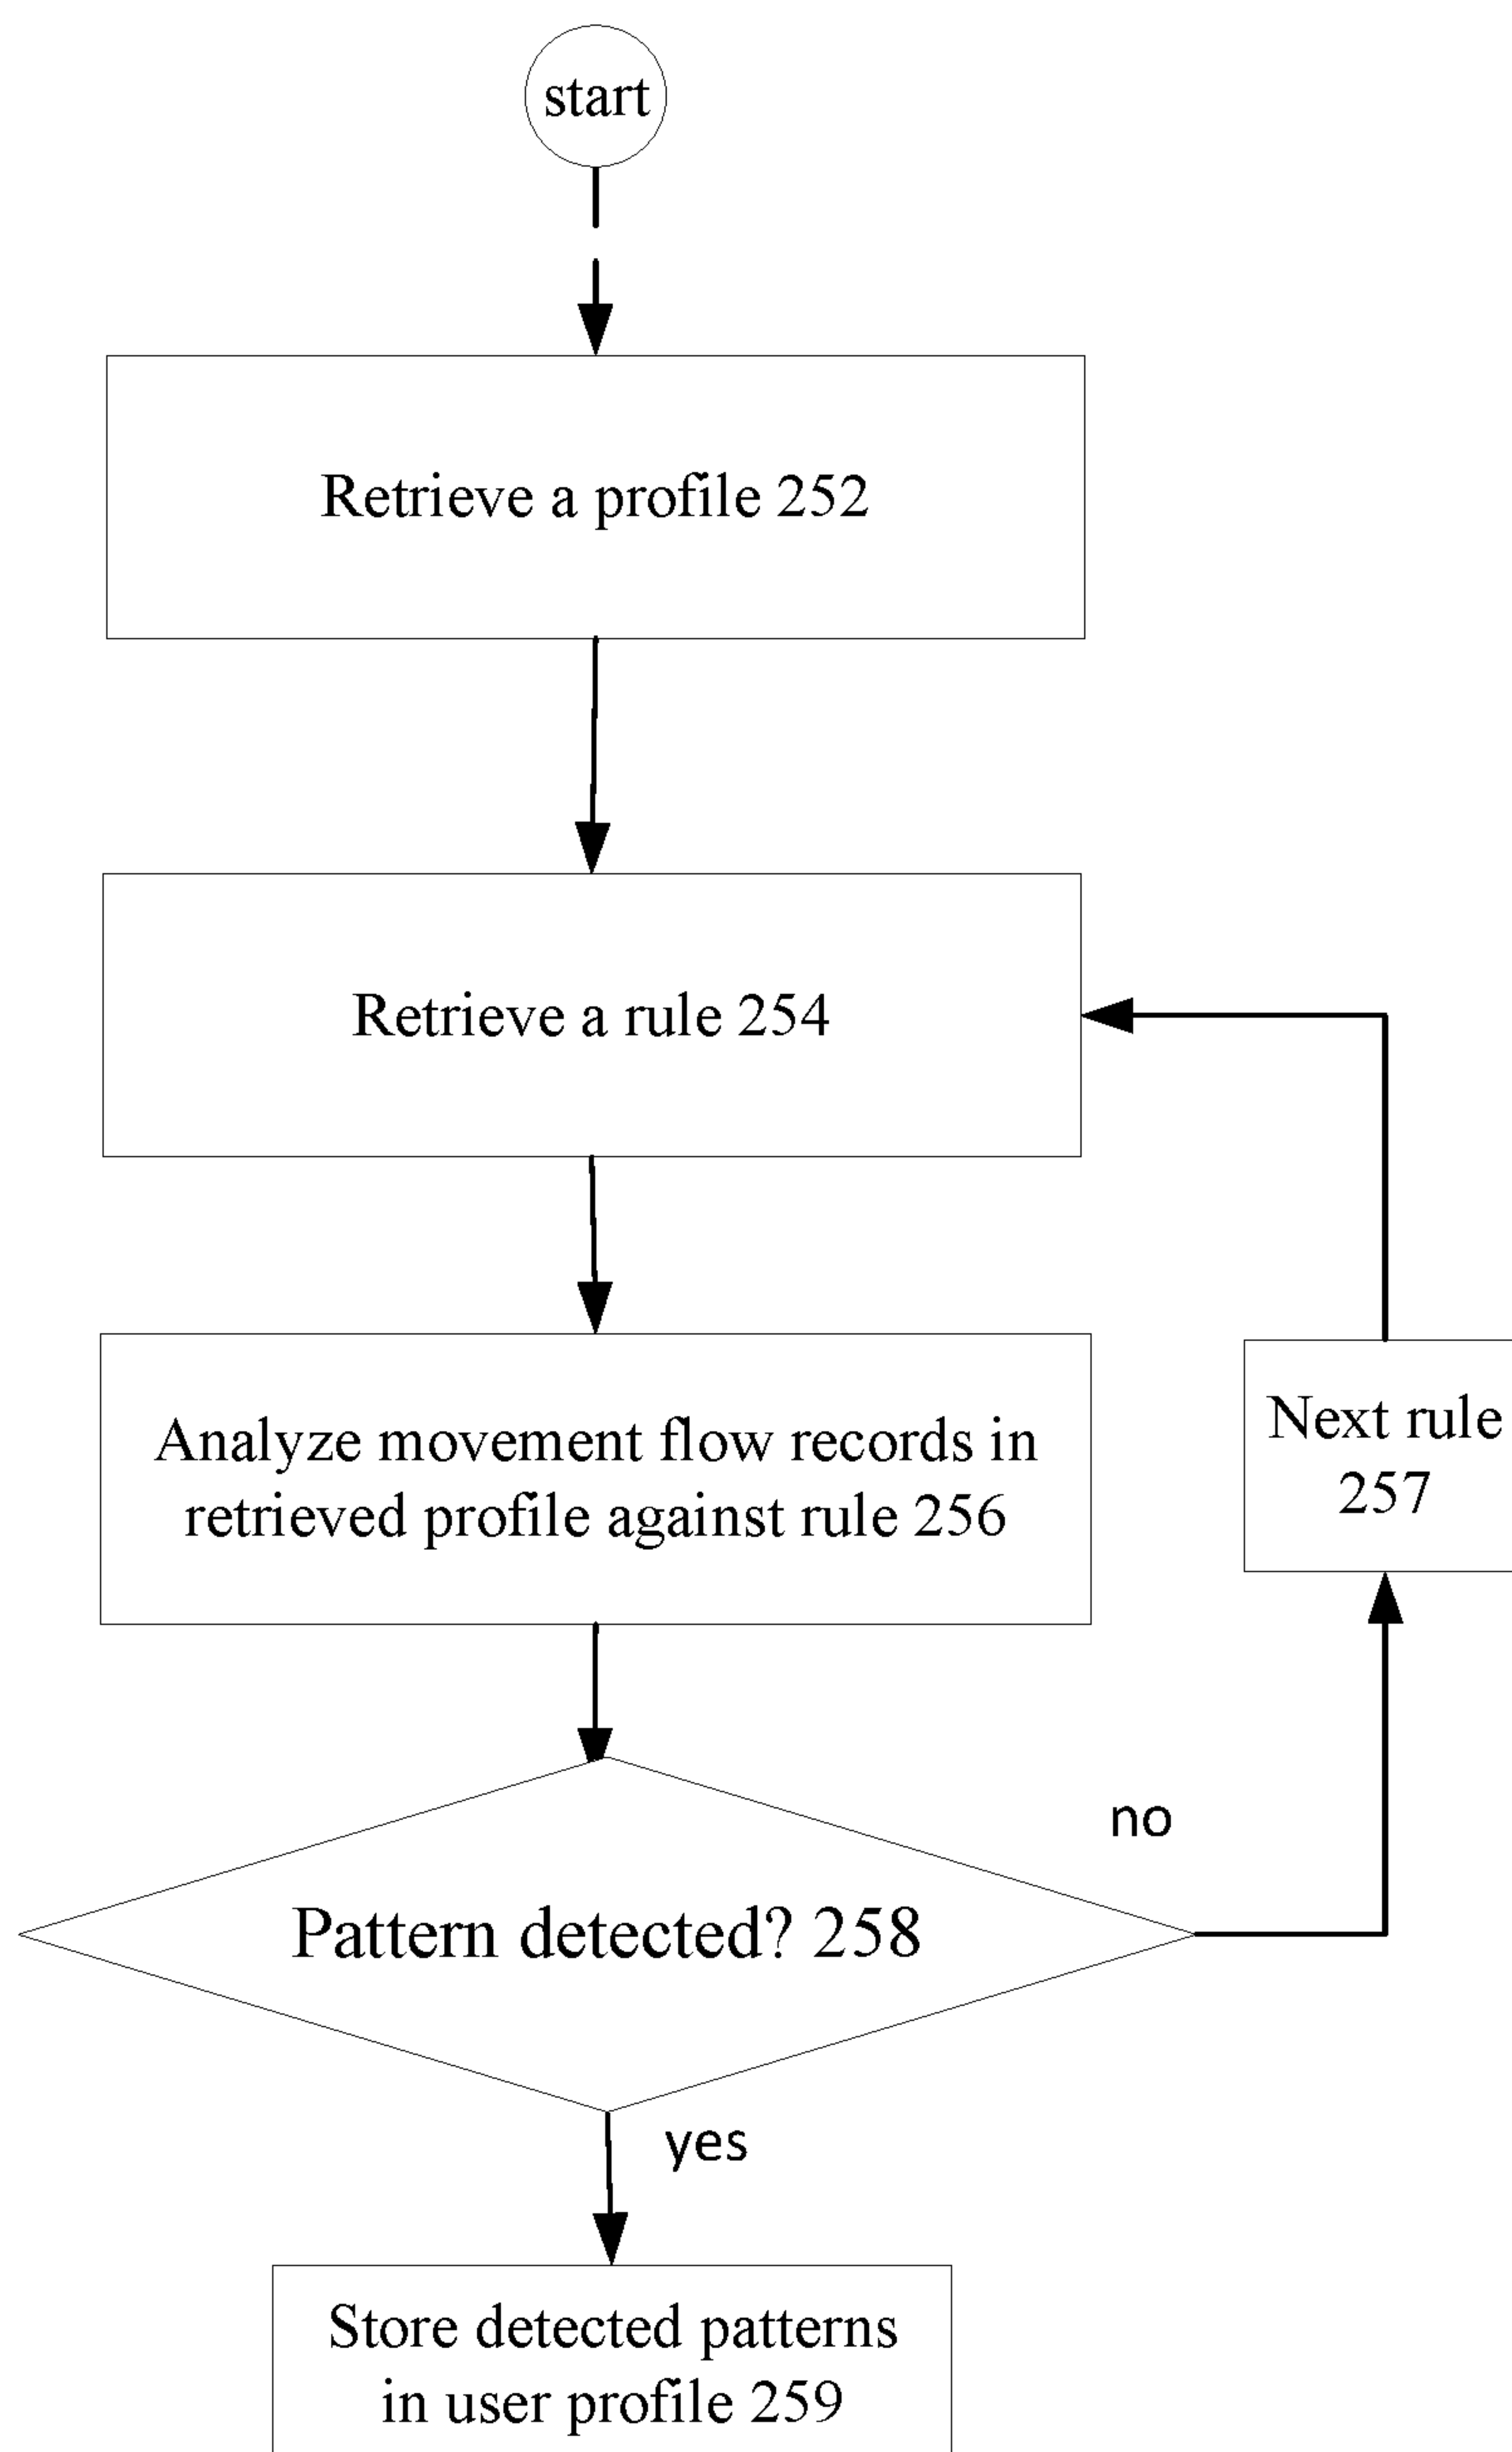 start
Retrieve a profile 252
Retrieve a rule 254
Analyze movement flow records in
retrieved profile against rule 256
Next rule
257
no
Pattern detected? 258
yes
Store detected patterns
in user profile 259